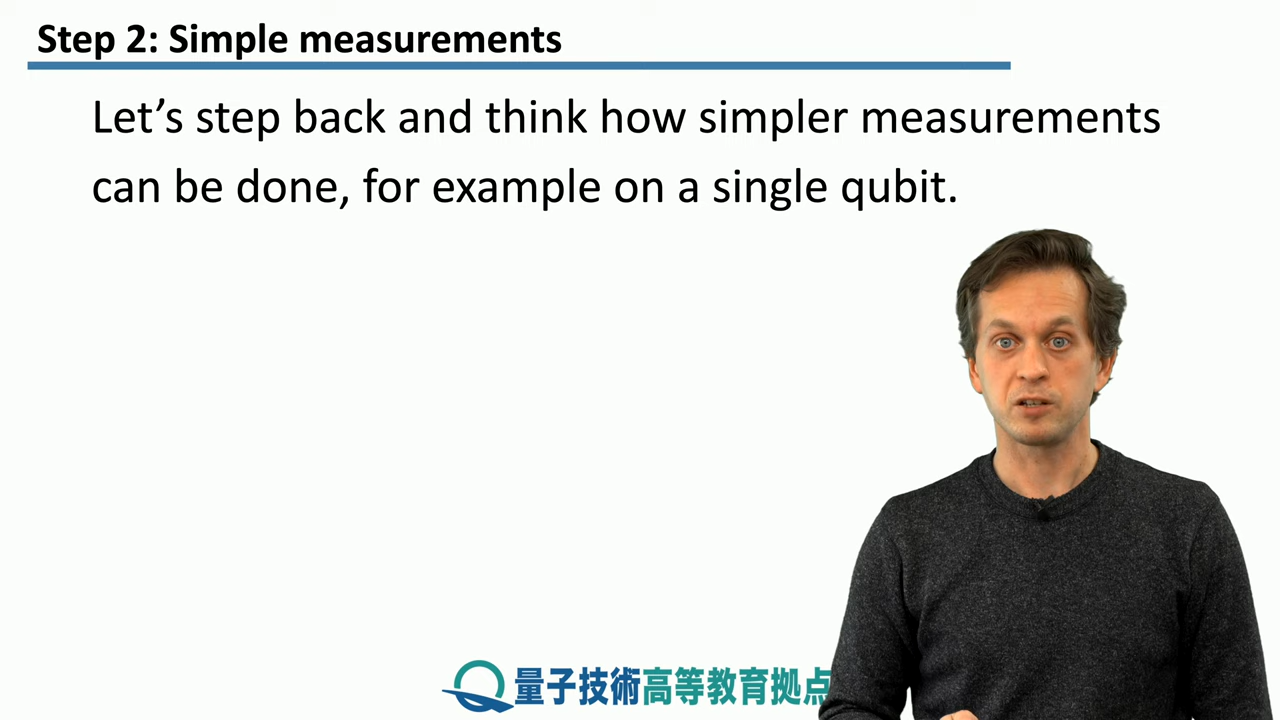 Step 2: Simple measurements
Let’s step back and think how simpler measurements
can be done, for example on a single qubit.
量子技術高等教育拠点